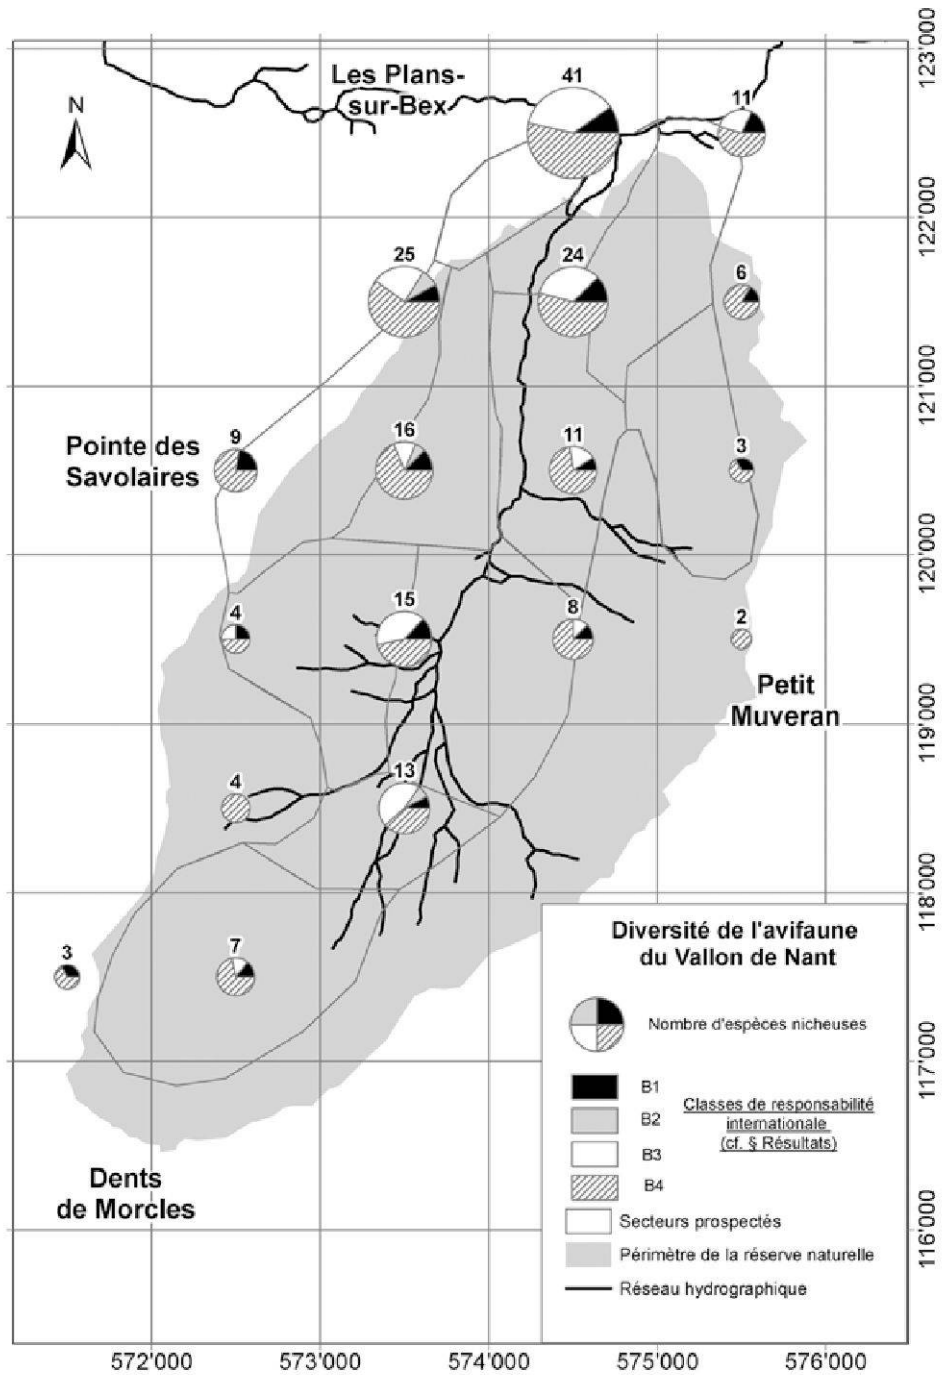 Les Plans-
sur-Bex
N
41
11
25
24
6
Pointe des
Savolaires
9
16
11
3
4
15
8
2
Petit
Muveran
4
13
3
7
Dents
de Morcles
Diversité de l'avifaune
du Vallon de Nant
Nombre d'espèces nicheuses
B1
B2
B3
B4
Classes de responsabilité
internationale
(cf. § Résultats)
Secteurs prospectés
Périmètre de la réserve naturelle
Réseau hydrographique
123'000
122'000
121'000
120'000
119'000
118'000
117'000
116'000
572'000
573'000
574'000
575'000
576'000